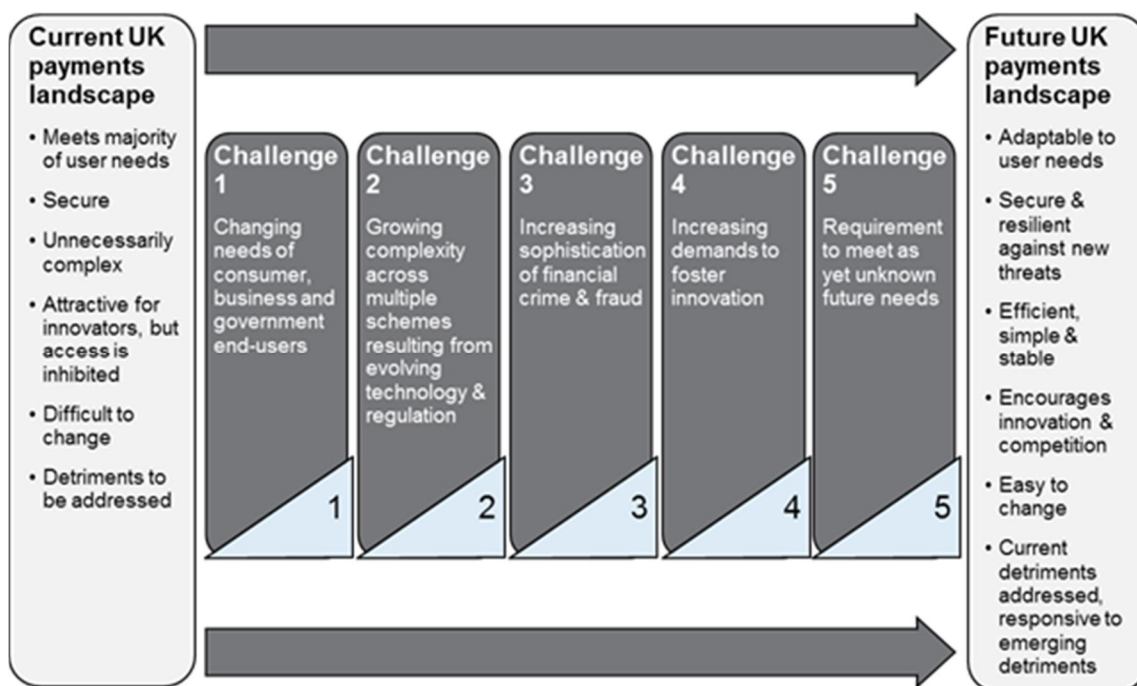 Current UK
payments
landscape
• Meets majority
of user needs
• Secure
• Unnecessarily
complex
• Attractive for
innovators, but
access is
inhibited
• Difficult to
change
• Detriments to
be addressed
Challenge
1
Changing
needs of
consumer,
business and
government
end-users
1
Challenge
2
Growing
complexity
across
multiple
schemes
resulting from
evolving
technology &
regulation
2
Challenge
3
Increasing
sophistication
of financial
crime & fraud
3
Challenge
4
Increasing
demands to
foster
innovation
4
Challenge
5
Requirement
to meet as
yet unknown
future needs
5
Future UK
payments
landscape
• Adaptable to
user needs
• Secure &
resilient
against new
threats
• Efficient,
simple &
stable
• Encourages
innovation &
competition
• Easy to
change
• Current
detriments
addressed,
responsive to
emerging
detriments